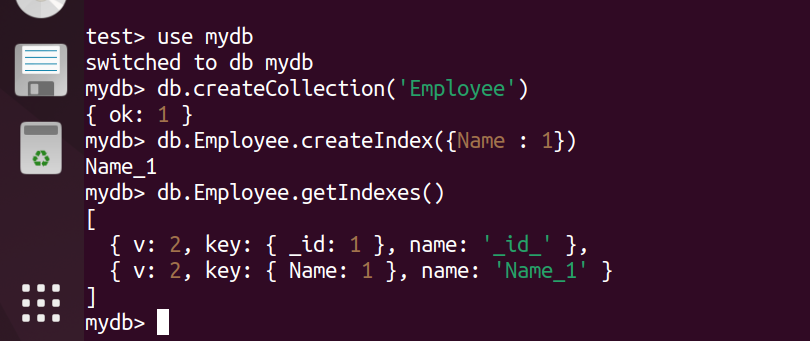 test> use mydb
switched to db mydb
mydb> db.createCollection('Employee')
{ ok: 1 }
mydb> db.Employee.createIndex({Name : 1})
Name_1
mydb> db.Employee.getIndexes()
[
  { v: 2, key: { _id: 1 }, name: '_id_' },
  { v: 2, key: { Name: 1 }, name: 'Name_1' }
]
mydb>